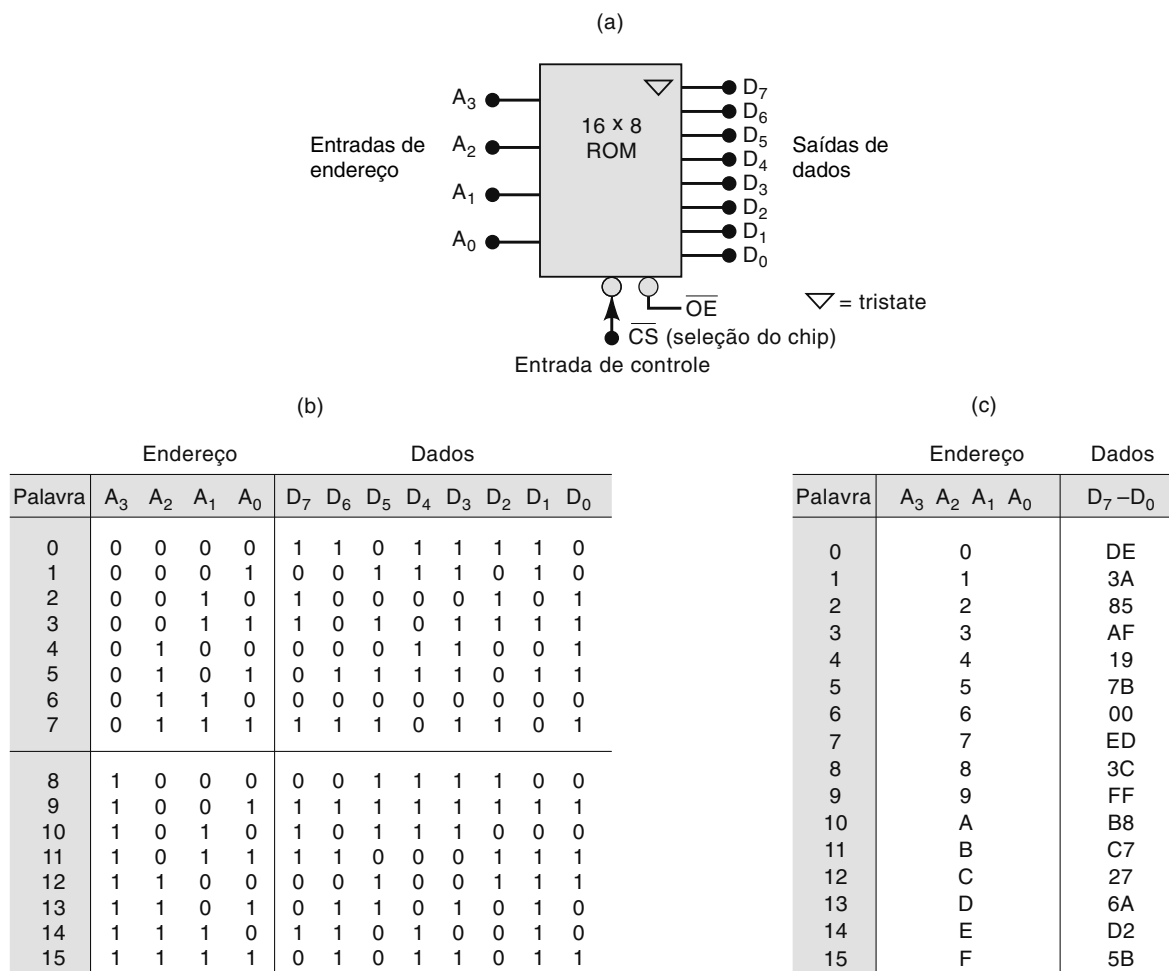 (a)
A3
A2
A1
A0
Entradas de
endereço
16 x 8
ROM
D7
D6
D5
D4
D3
D2
D1
D0
Saídas de
dados
OE
▽ = tristate
CS (seleção do chip)
Entrada de controle
(b)
Endereço Dados
Palavra A3 A2 A1 A0 D7 D6 D5 D4 D3 D2 D1 D0
0 0 0 0 0 1 1 0 1 1 1 1 0
1 0 0 0 1 0 0 1 1 1 0 1 0
2 0 0 1 0 1 0 0 0 0 1 0 1
3 0 0 1 1 1 0 1 0 1 1 1 1
4 0 1 0 0 0 0 0 1 1 0 0 1
5 0 1 0 1 0 1 1 1 1 0 1 1
6 0 1 1 0 0 0 0 0 0 0 0 0
7 0 1 1 1 1 1 1 0 1 1 0 1
8 1 0 0 0 0 0 1 1 1 1 0 0
9 1 0 0 1 1 1 1 1 1 1 1 1
10 1 0 1 0 1 0 1 1 1 0 0 0
11 1 0 1 1 1 1 0 0 0 1 1 1
12 1 1 0 0 0 0 1 0 0 1 1 1
13 1 1 0 1 0 1 1 0 1 0 1 0
14 1 1 1 0 1 1 0 1 0 0 1 0
15 1 1 1 1 0 1 0 1 1 0 1 1
(c)
Endereço Dados
Palavra A3 A2 A1 A0 D7–D0
0 0 DE
1 1 3A
2 2 85
3 3 AF
4 4 19
5 5 7B
6 6 00
7 7 ED
8 8 3C
9 9 FF
10 A B8
11 B C7
12 C 27
13 D 6A
14 E D2
15 F 5B